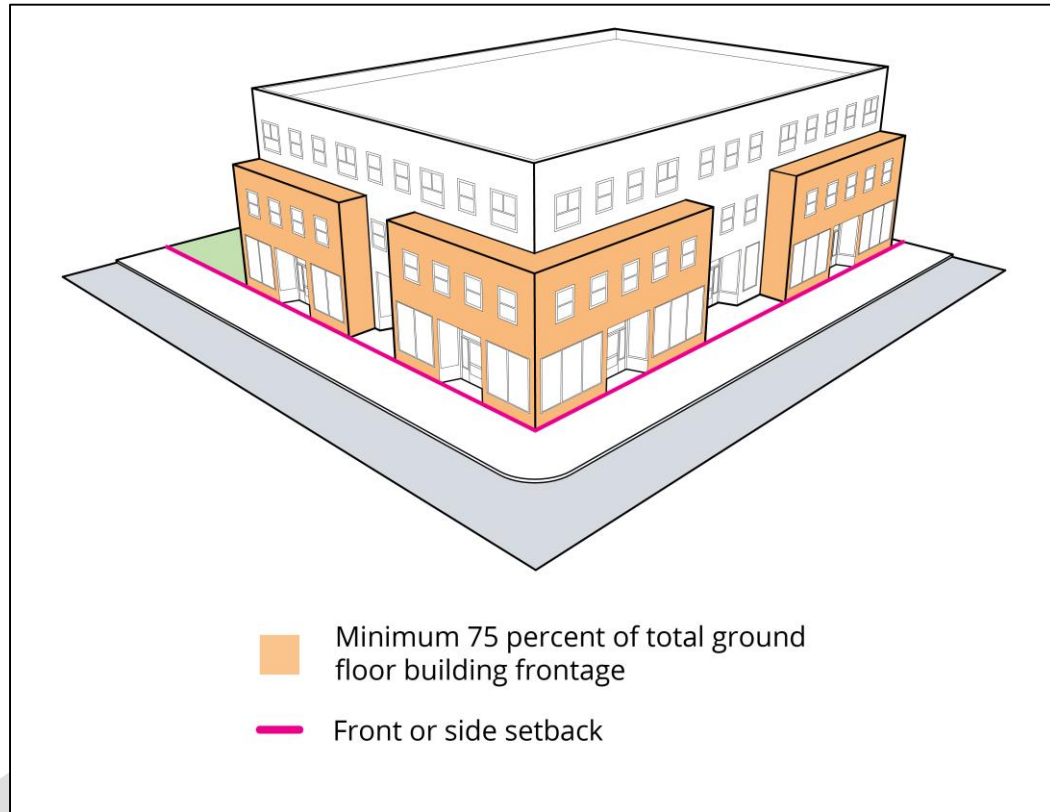 Minimum 75 percent of total ground
floor building frontage
Front or side setback